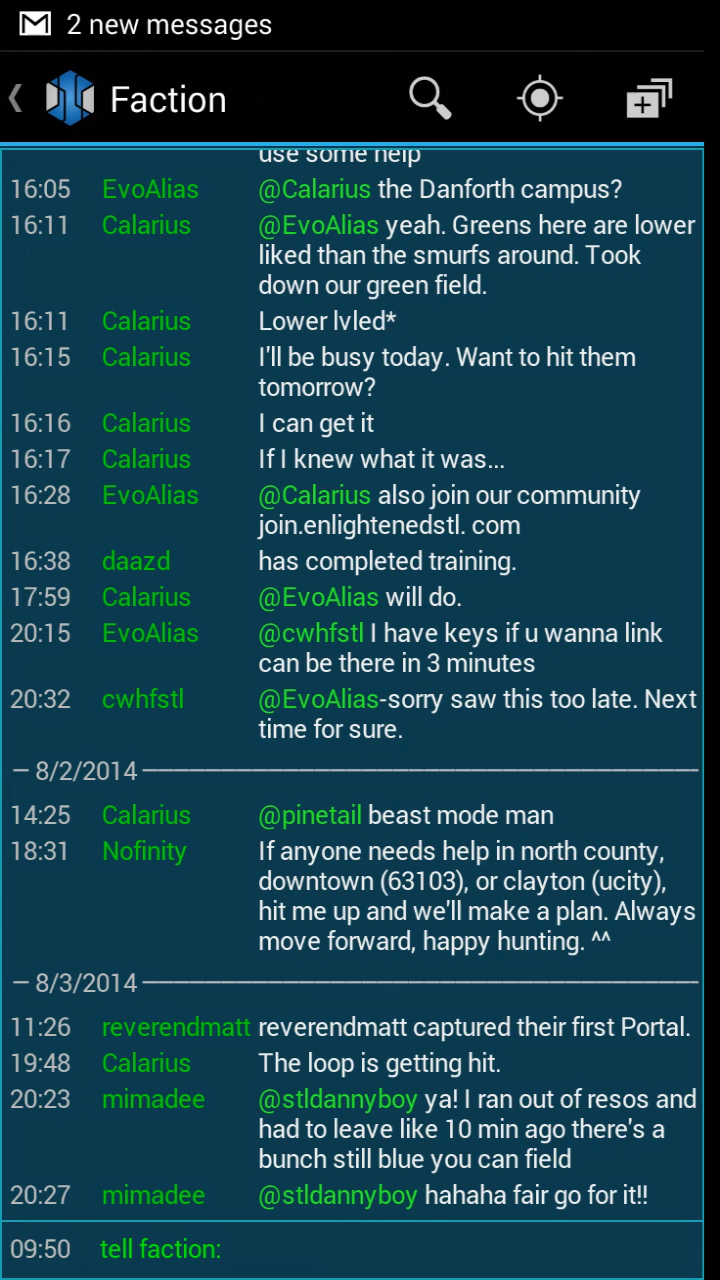 2 new messages
Faction
use some help
16:05 EvoAlias @Calarius the Danforth campus?
16:11 Calarius @EvoAlias yeah. Greens here are lower
liked than the smurfs around. Took
down our green field.
16:11 Calarius Lower lvled*
16:15 Calarius I'll be busy today. Want to hit them
tomorrow?
16:16 Calarius I can get it
16:17 Calarius If I knew what it was...
16:28 EvoAlias @Calarius also join our community
join.enlightenedstl. com
16:38 daazd has completed training.
17:59 Calarius @EvoAlias will do.
20:15 EvoAlias @cwhfstl I have keys if u wanna link
can be there in 3 minutes
20:32 cwhfstl @EvoAlias-sorry saw this too late. Next
time for sure.
8/2/2014
14:25 Calarius @pinetail beast mode man
18:31 Nofinity If anyone needs help in north county,
downtown (63103), or clayton (ucity),
hit me up and we'll make a plan. Always
move forward, happy hunting. ^^
8/3/2014
11:26 reverendmatt reverendmatt captured their first Portal.
19:48 Calarius The loop is getting hit.
20:23 mimadee @stldannyboy ya! I ran out of resos and
had to leave like 10 min ago there's a
bunch still blue you can field
20:27 mimadee @stldannyboy hahaha fair go for it!!
09:50 tell faction: